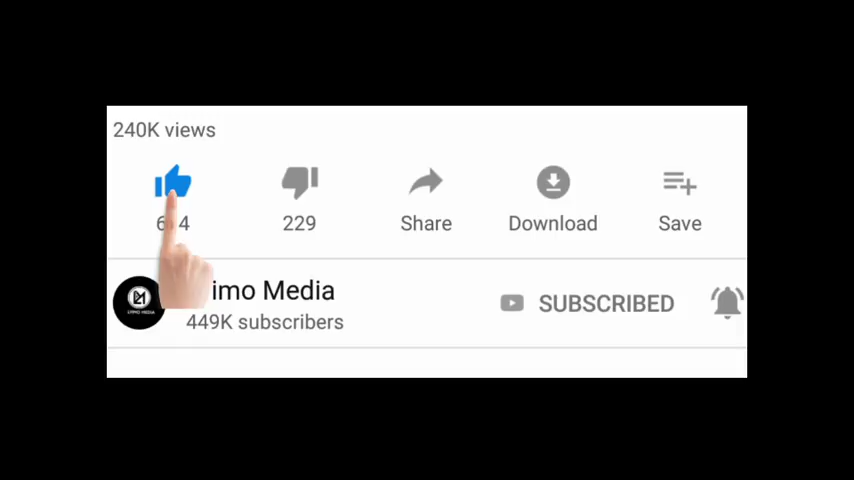 240K views
229
Share
Download
Save
imo Media
SUBSCRIBED
449K subscribers